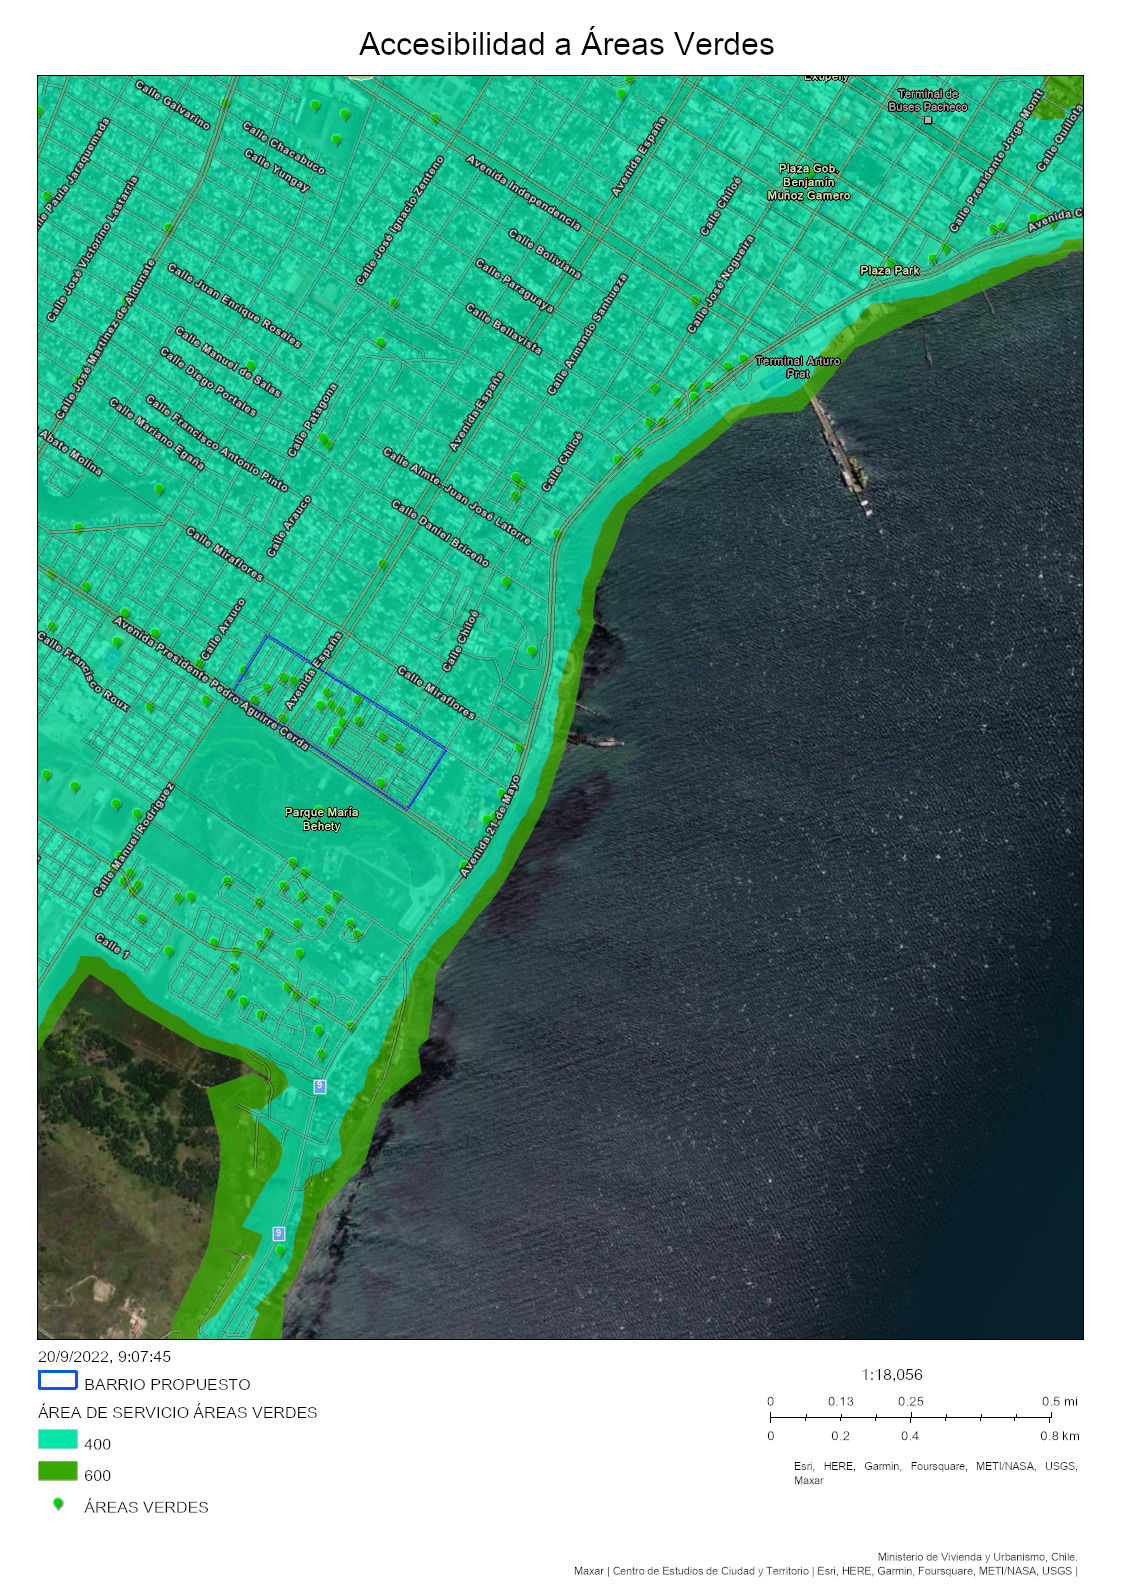 Accesibilidad a Áreas Verdes
Exupery
Terminal de
Buses Pacheco
Calle Galvarino
Calle Chacabuco
Calle Yungay
Calle Paula Jaraquemada
Avenida España
Calle Presidente Jorge Montt
Calle Quillota
Plaza Gob.
Benjamín
Muñoz Gamero
Avenida Independencia
Calle José Victorino Lastarria
Calle José Ignacio Zenteno
Calle Chiloé
Avenida C
Calle Boliviana
Calle José Nogueira
Calle Juan Enrique Rosales
Calle Paraguaya
Plaza Park
Calle Bellavista
Calle Armando Sanhueza
Calle José Martínez de Aldunate
Calle Manuel de Salas
Calle Diego Portales
Terminal Arturo
Prat
Calle Patagona
Avenida España
Calle Francisco Antonio Pinto
Calle Mariano Egaña
Abate Molina
Calle Chiloé
Calle Almte. Juan José Latorre
Calle Arauco
Calle Daniel Briceño
Calle Miraflores
Calle Arauco
Calle Chiloé
Avenida Presidente Pedro Aguirre Cerda
Calle Francisco Roux
Avenida España
Calle Miraflores
Parque María
Behety
Avenida 21 de Mayo
Calle Manuel Rodríguez
Calle 1
9
9
20/9/2022, 9:07:45
BARRIO PROPUESTO
ÁREA DE SERVICIO ÁREAS VERDES
400
600
ÁREAS VERDES
1:18,056
0 0.13 0.25 0.5 mi
0 0.2 0.4 0.8 km
Esri, HERE, Garmin, Foursquare, METI/NASA, USGS,
Maxar
Ministerio de Vivienda y Urbanismo, Chile.
Maxar | Centro de Estudios de Ciudad y Territorio | Esri, HERE, Garmin, Foursquare, METI/NASA, USGS |